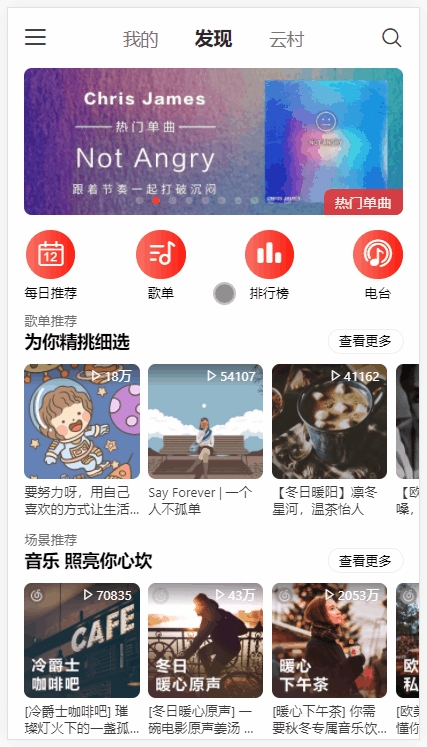 我的 发现 云村
Chris James
热门单曲
Not Angry
跟着节奏一起打破沉闷
NOT ANGRY
CHRIS JAMES
热门单曲
12
每日推荐 歌单 排行榜 电台
歌单推荐
为你精挑细选 查看更多
18万 54107 41162
要努力呀，用自己
喜欢的方式让生活...
Say Forever | 一个
人不孤单
【冬日暖阳】凛冬
星河，温茶怡人
【欧
嗓，
场景推荐
音乐 照亮你心坎 查看更多
70835 43万 2053万
CAFE
冷爵士
咖啡吧
冬日
暖心原声
暖心
下午茶
欧美
私
[冷爵士咖啡吧] 璀
璨灯火下的一盏孤...
[冬日暖心原声] 一
碗电影原声姜汤 ...
[暖心下午茶] 你需
要秋冬专属音乐饮...
[欧美
懂你